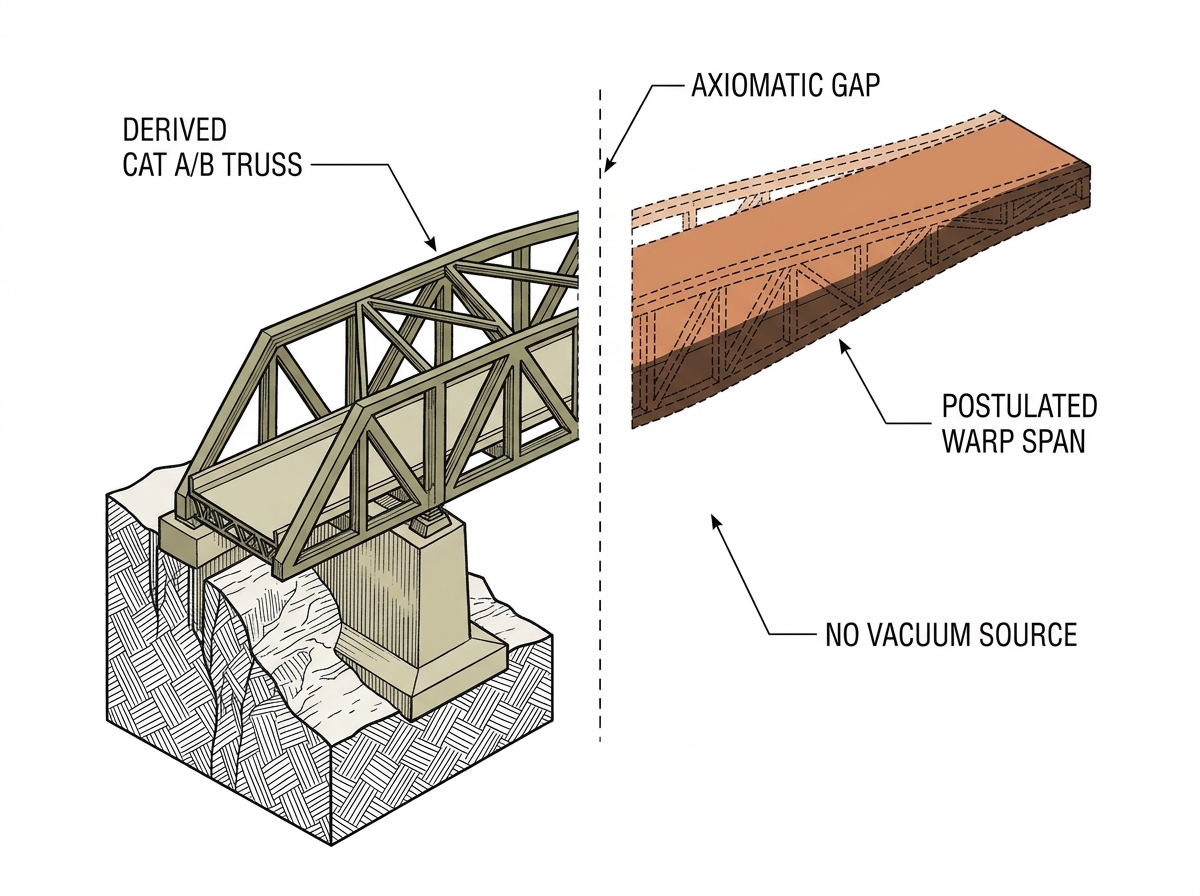 AXIOMATIC GAP
DERIVED
CAT A/B TRUSS
POSTULATED
WARP SPAN
NO VACUUM SOURCE